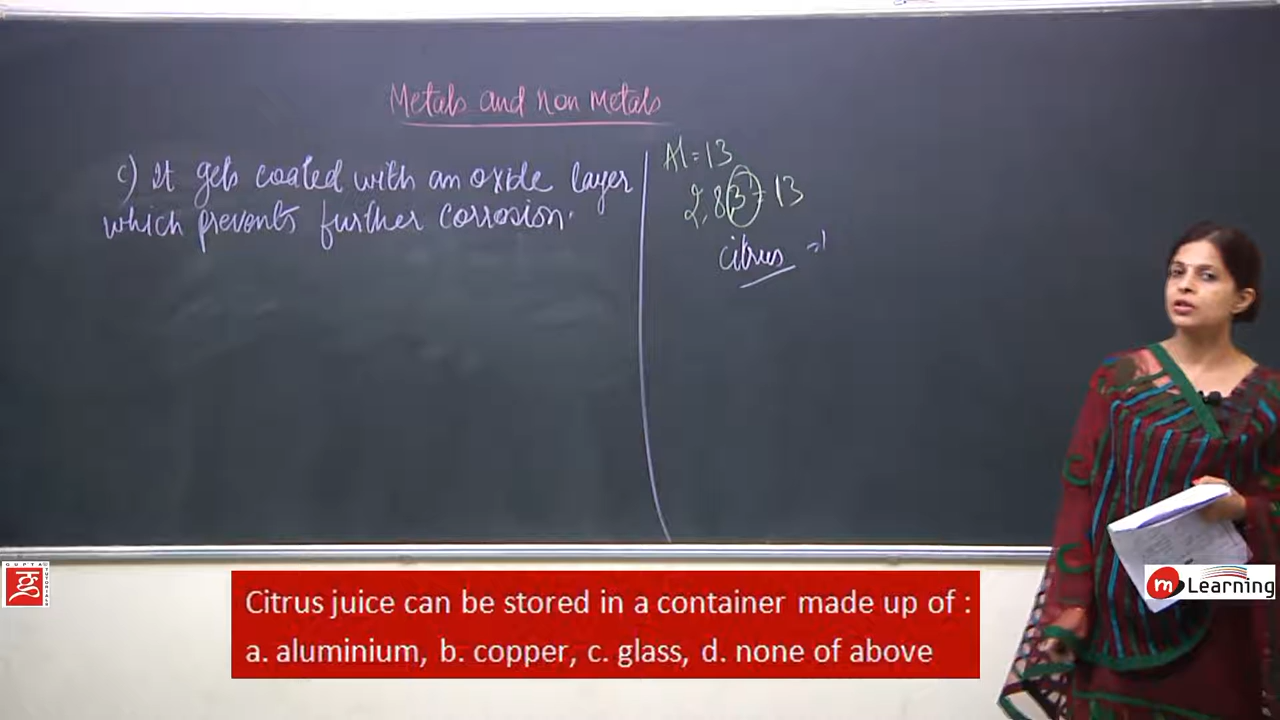 Metals and non Metals
c) It gets coated with an oxide layer
which prevents further corrosion.
Al = 13
2,8,3 = 13
citrus
GUPTA TUTORIALS
m Learning
Citrus juice can be stored in a container made up of :
a. aluminium, b. copper, c. glass, d. none of above